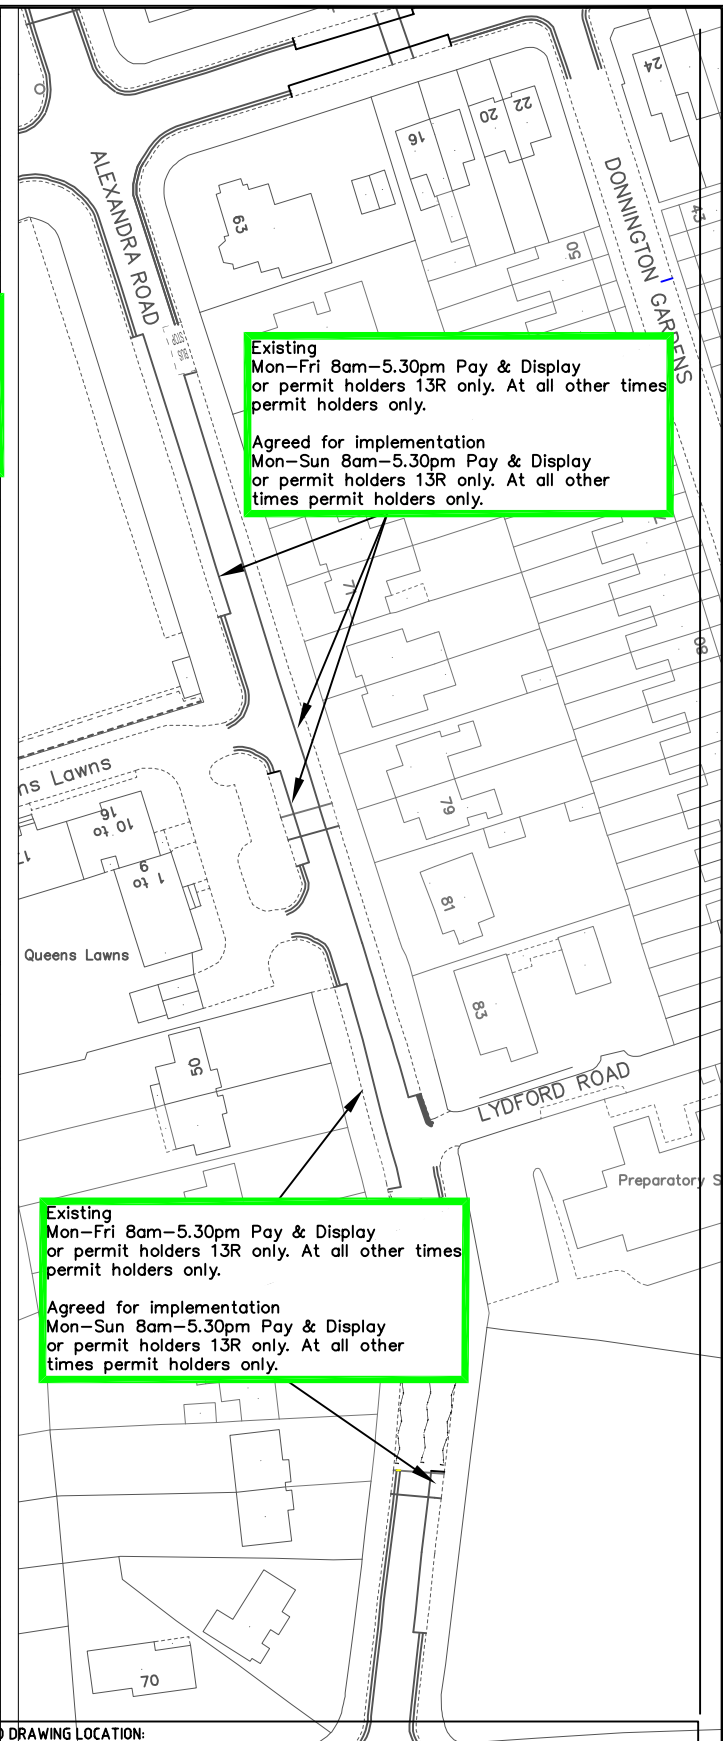 24
22
20
16
43
63
50
ALEXANDRA ROAD
DONNINGTON GARDENS
BUS
STOP
Existing
Mon-Fri 8am-5.30pm Pay & Display
or permit holders 13R only. At all other times
permit holders only.
Agreed for implementation
Mon-Sun 8am-5.30pm Pay & Display
or permit holders 13R only. At all other
times permit holders only.
71
80
ns Lawns
79
16
10 to
9
1 to
81
Queens Lawns
83
50
LYDFORD ROAD
Preparatory S
Existing
Mon-Fri 8am-5.30pm Pay & Display
or permit holders 13R only. At all other times
permit holders only.
Agreed for implementation
Mon-Sun 8am-5.30pm Pay & Display
or permit holders 13R only. At all other
times permit holders only.
70
DRAWING LOCATION: